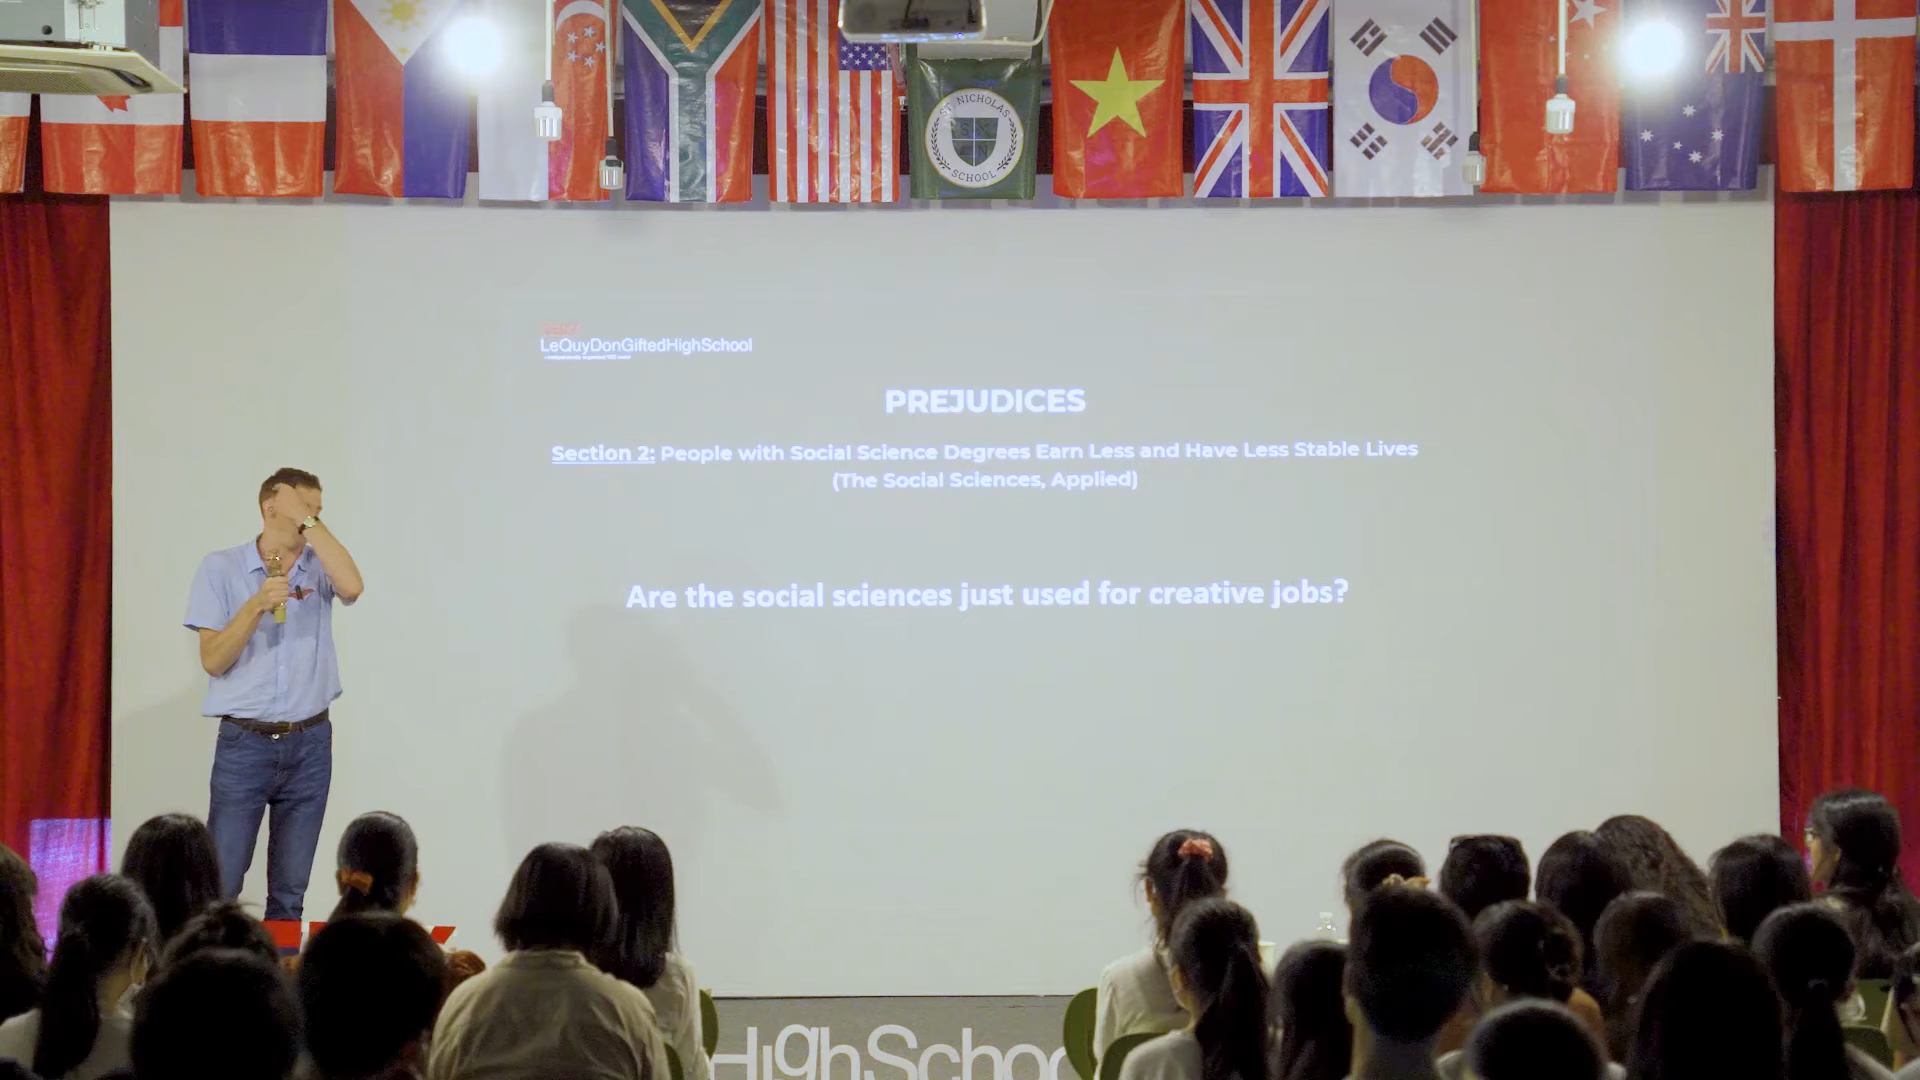 ST. NICHOLAS
SCHOOL
LeQuyDonGiftedHighSchool
PREJUDICES
Section 2: People with Social Science Degrees Earn Less and Have Less Stable Lives
(The Social Sciences, Applied)
Are the social sciences just used for creative jobs?
HighSchoo